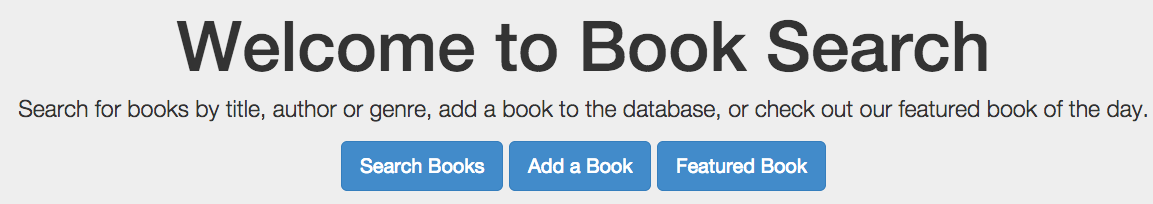 Welcome to Book Search
Search for books by title, author or genre, add a book to the database, or check out our featured book of the day.
Search Books Add a Book Featured Book